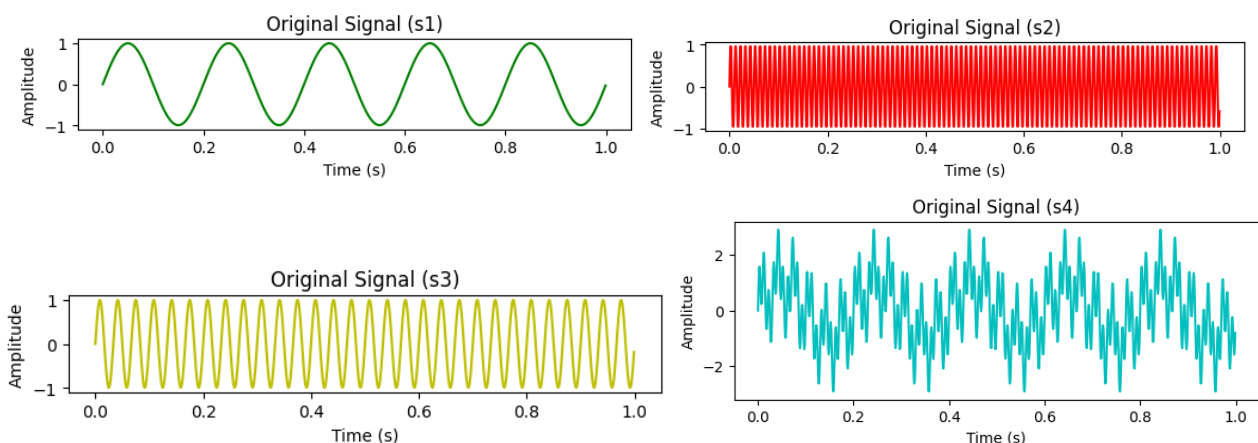 Original Signal (s1)
Amplitude
1
0
−1
0.0 0.2 0.4 0.6 0.8 1.0
Time (s)
Original Signal (s2)
Amplitude
1
0
−1
0.0 0.2 0.4 0.6 0.8 1.0
Time (s)
Original Signal (s3)
Amplitude
1
0
−1
0.0 0.2 0.4 0.6 0.8 1.0
Time (s)
Original Signal (s4)
Amplitude
2
0
−2
0.0 0.2 0.4 0.6 0.8 1.0
Time (s)